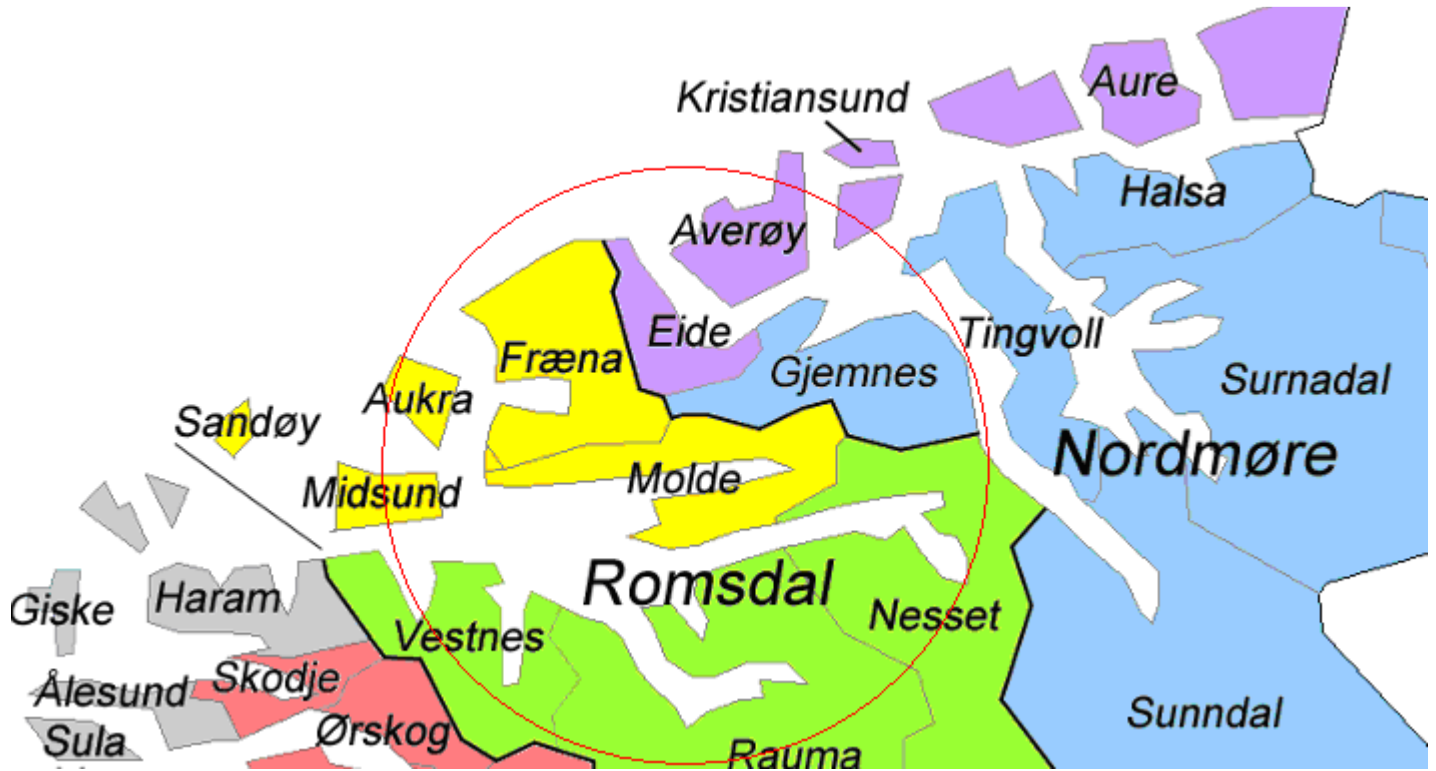 Aure
Kristiansund
Halsa
Averøy
Eide
Tingvoll
Fræna
Gjemnes
Surnadal
Aukra
Sandøy
Nordmøre
Molde
Midsund
Romsdal
Haram
Giske
Nesset
Vestnes
Skodje
Ålesund
Sunndal
Ørskog
Sula
Rauma